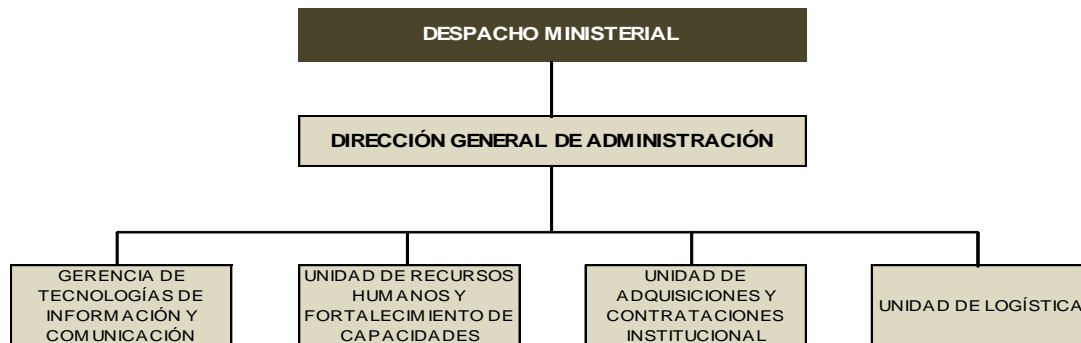 DESPACHO MINISTERIAL
DIRECCIÓN GENERAL DE ADMINISTRACIÓN
GERENCIA DE
TECNOLOGÍAS DE
INFORMACIÓN Y
COMUNICACIÓN
UNIDAD DE RECURSOS
HUMANOS Y
FORTALECIMIENTO DE
CAPACIDADES
UNIDAD DE
ADQUISICIONES Y
CONTRATACIONES
INSTITUCIONAL
UNIDAD DE LOGÍSTICA